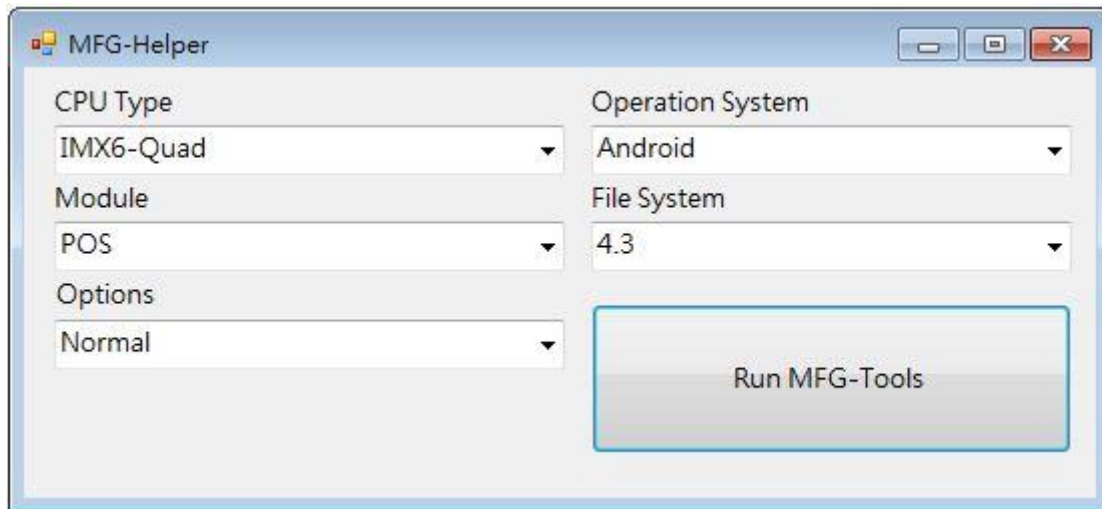 MFG-Helper
CPU Type
Operation System
IMX6-Quad
Android
Module
File System
POS
4.3
Options
Normal
Run MFG-Tools